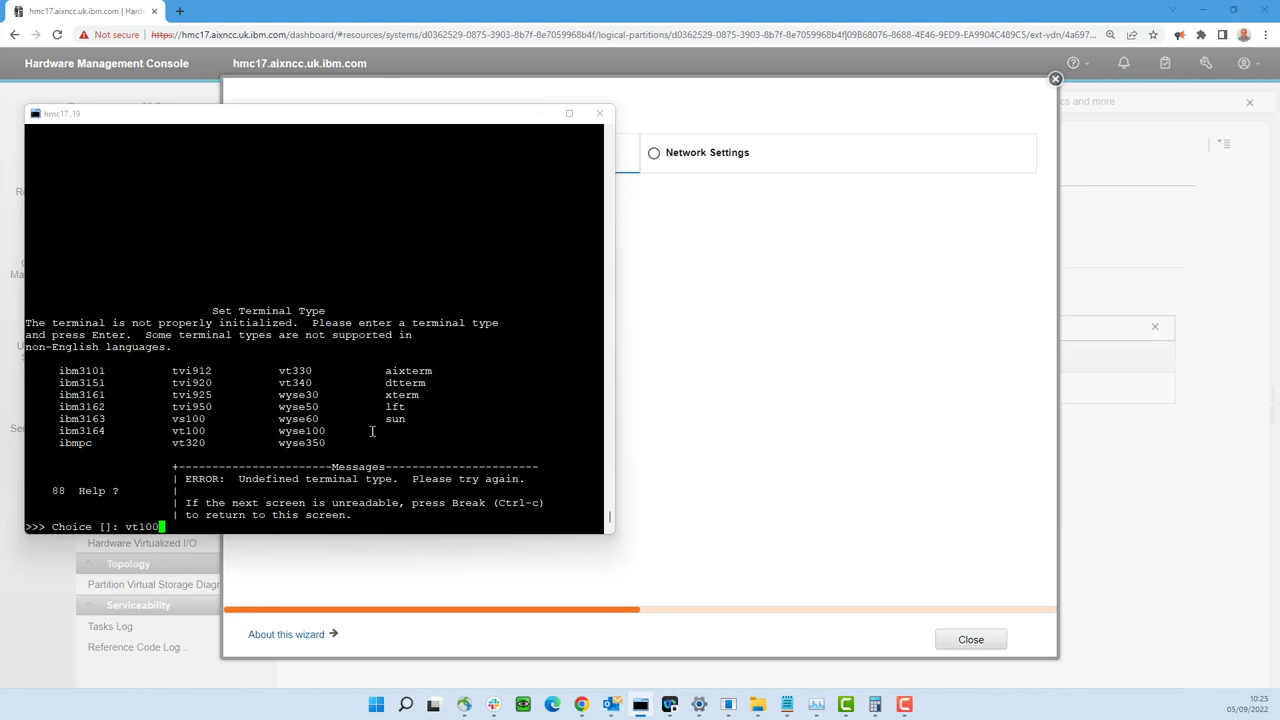 hmc17.aixncc.uk.ibm.com: Hard
Not secure
https://hmc17.aixncc.uk.ibm.com/dashboard/#resources/systems/d0362529-0875-3903-8b7f-8e7059968b4f/logical-partitions/d0362529-0875-3903-8b7f-8e7059968b4f|09B68076-8688-4E46-9ED9-EA9904C489C5/ext-vdn/4a697...
Hardware Management Console
hmc17.aixncc.uk.ibm.com
cs and more
hmc17 .19
Network Settings
Set Terminal Type
The terminal is not properly initialized.  Please enter a terminal type
and press Enter.  Some terminal types are not supported in
non-English languages.
ibm3101 tvi912 vt330 aixterm
ibm3151 tvi920 vt340 dtterm
ibm3161 tvi925 wyse30 xterm
ibm3162 tvi950 wyse50 lft
ibm3163 vs100 wyse60 sun
ibm3164 vt100 wyse100
ibmpc vt320 wyse350
+-----------------------Messages-----------------------
| ERROR:  Undefined terminal type.  Please try again.
88  Help ? |
| If the next screen is unreadable, press Break (Ctrl-c)
| to return to this screen.
>>> Choice []: vt100
Hardware Virtualized I/O
Topology
Partition Virtual Storage Diagr
Serviceability
Tasks Log
Reference Code Log...
About this wizard
Close
10:25
05/09/2022